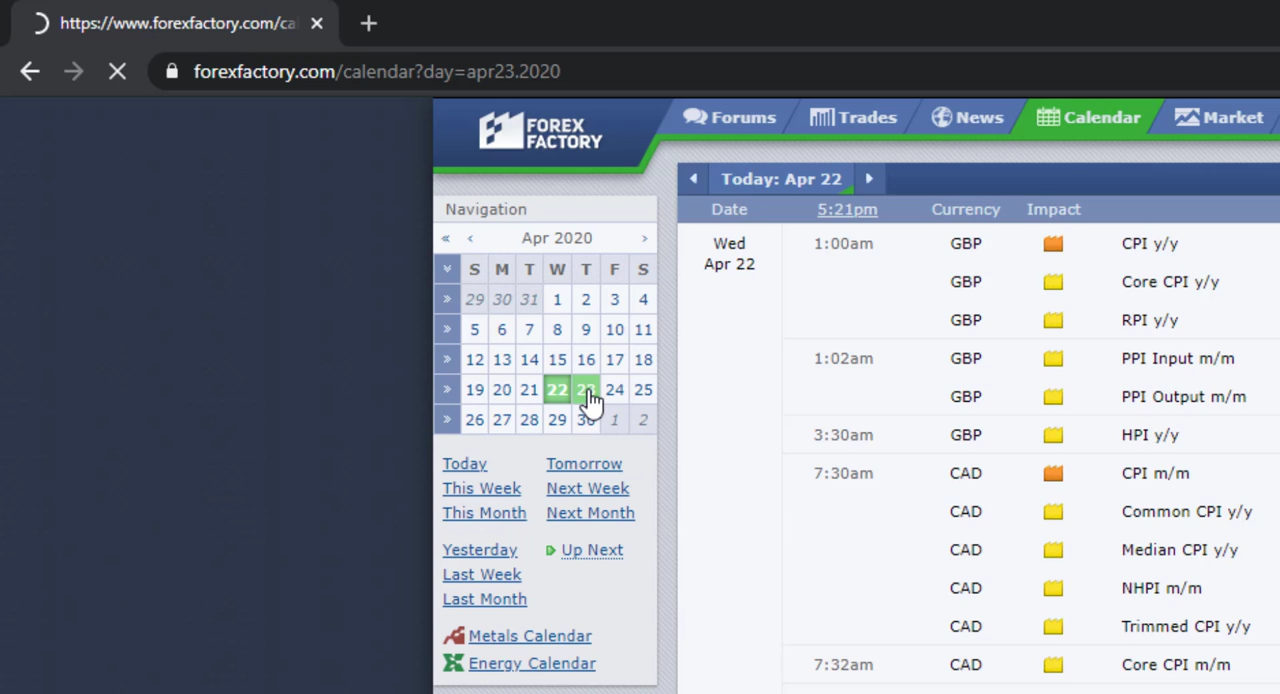 https://www.forexfactory.com/ca
forexfactory.com/calendar?day=apr23.2020
FOREX
FACTORY
Forums Trades News Calendar Market
Today: Apr 22
Navigation
Date 5:21pm Currency Impact
« ‹ Apr 2020 ›
S M T W T F S
» 29 30 31 1 2 3 4
» 5 6 7 8 9 10 11
» 12 13 14 15 16 17 18
» 19 20 21 22 23 24 25
» 26 27 28 29 30 1 2
Today Tomorrow
This Week Next Week
This Month Next Month
Yesterday Up Next
Last Week
Last Month
Metals Calendar
Energy Calendar
Wed
Apr 22
1:00am GBP CPI y/y
GBP Core CPI y/y
GBP RPI y/y
1:02am GBP PPI Input m/m
GBP PPI Output m/m
3:30am GBP HPI y/y
7:30am CAD CPI m/m
CAD Common CPI y/y
CAD Median CPI y/y
CAD NHPI m/m
CAD Trimmed CPI y/y
7:32am CAD Core CPI m/m